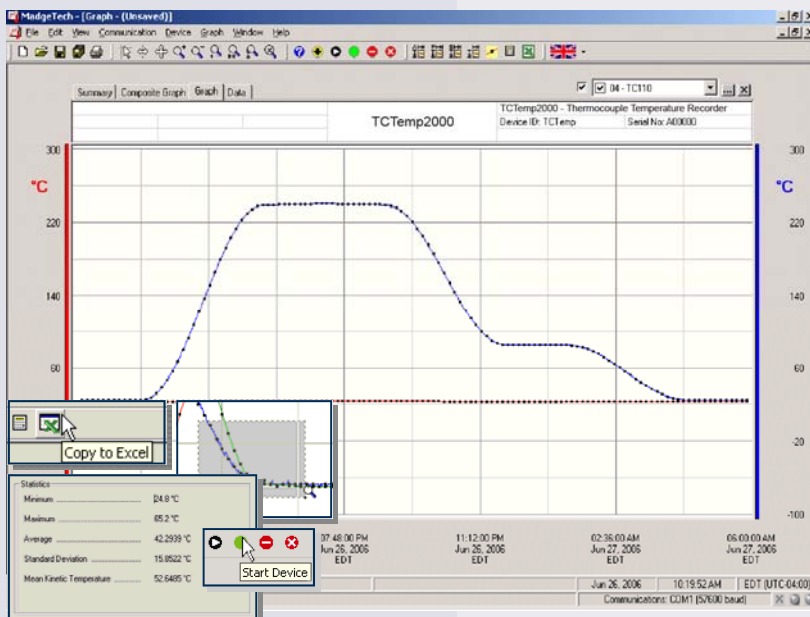 MadgeTech - [Graph - (Unsaved)]
File Edit View Communication Device Graph Window Help
Summary Composite Graph Graph Data
04 - TC110
TCTemp2000
TCTemp2000 - Thermocouple Temperature Recorder
Device ID: TCTemp Serial No: A00000
300 300
°C °C
220 220
140 140
60 60
-20
-100
Copy to Excel
Statistics
Minimum 24.8 °C
Maximum 65.2 °C
Average 42.2939 °C
Standard Deviation 15.8522 °C
Mean Kinetic Temperature 52.6485 °C
Start Device
07:48:00 PM 11:12:00 PM 02:36:00 AM 06:00:00 AM
Jun 26, 2006 Jun 26, 2006 Jun 27, 2006 Jun 27, 2006
EDT EDT EDT EDT
Jun 26, 2006 10:19:52 AM EDT (UTC-04:00)
Communications: COM1 (57600 baud)